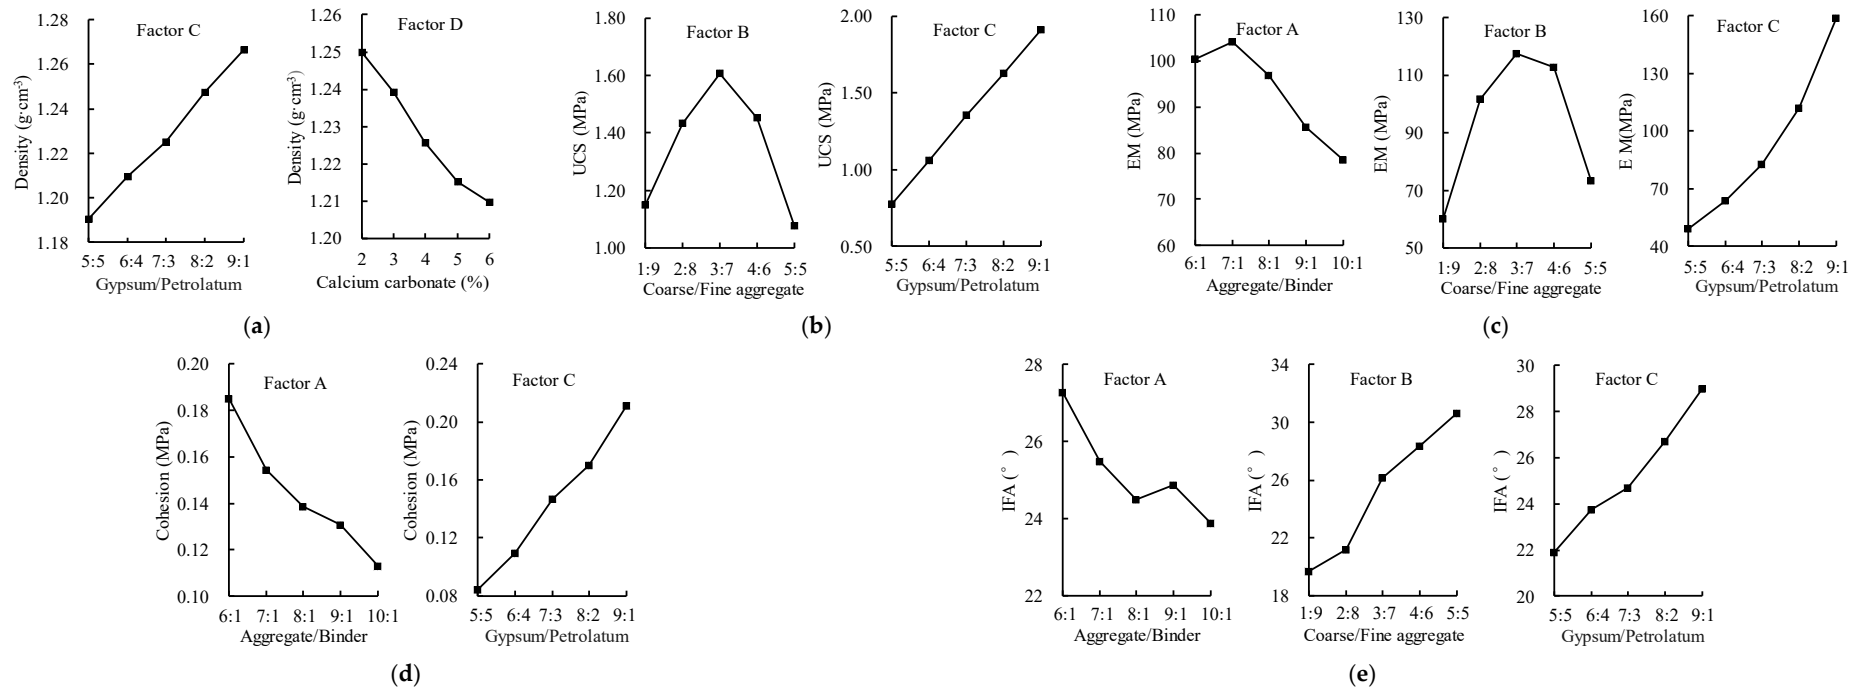 Factor C
Density (g·cm³)
1.28
1.26
1.24
1.22
1.20
1.18
5:5 6:4 7:3 8:2 9:1
Gypsum/Petrolatum
Factor D
Density (g·cm³)
1.26
1.25
1.24
1.23
1.22
1.21
1.20
2 3 4 5 6
Calcium carbonate (%)
(a)
Factor B
UCS (MPa)
1.80
1.60
1.40
1.20
1.00
1:9 2:8 3:7 4:6 5:5
Coarse/Fine aggregate
Factor C
UCS (MPa)
2.00
1.50
1.00
0.50
5:5 6:4 7:3 8:2 9:1
Gypsum/Petrolatum
(b)
Factor A
EM (MPa)
110
100
90
80
70
60
6:1 7:1 8:1 9:1 10:1
Aggregate/Binder
Factor B
EM (MPa)
130
110
90
70
50
1:9 2:8 3:7 4:6 5:5
Coarse/Fine aggregate
Factor C
E M(MPa)
160
130
100
70
40
5:5 6:4 7:3 8:2 9:1
Gypsum/Petrolatum
(c)
Factor A
Cohesion (MPa)
0.20
0.18
0.16
0.14
0.12
0.10
6:1 7:1 8:1 9:1 10:1
Aggregate/Binder
Factor C
Cohesion (MPa)
0.24
0.20
0.16
0.12
0.08
5:5 6:4 7:3 8:2 9:1
Gypsum/Petrolatum
(d)
Factor A
IFA (°)
28
26
24
22
6:1 7:1 8:1 9:1 10:1
Aggregate/Binder
Factor B
IFA (°)
34
30
26
22
18
1:9 2:8 3:7 4:6 5:5
Coarse/Fine aggregate
Factor C
IFA (°)
30
28
26
24
22
20
5:5 6:4 7:3 8:2 9:1
Gypsum/Petrolatum
(e)